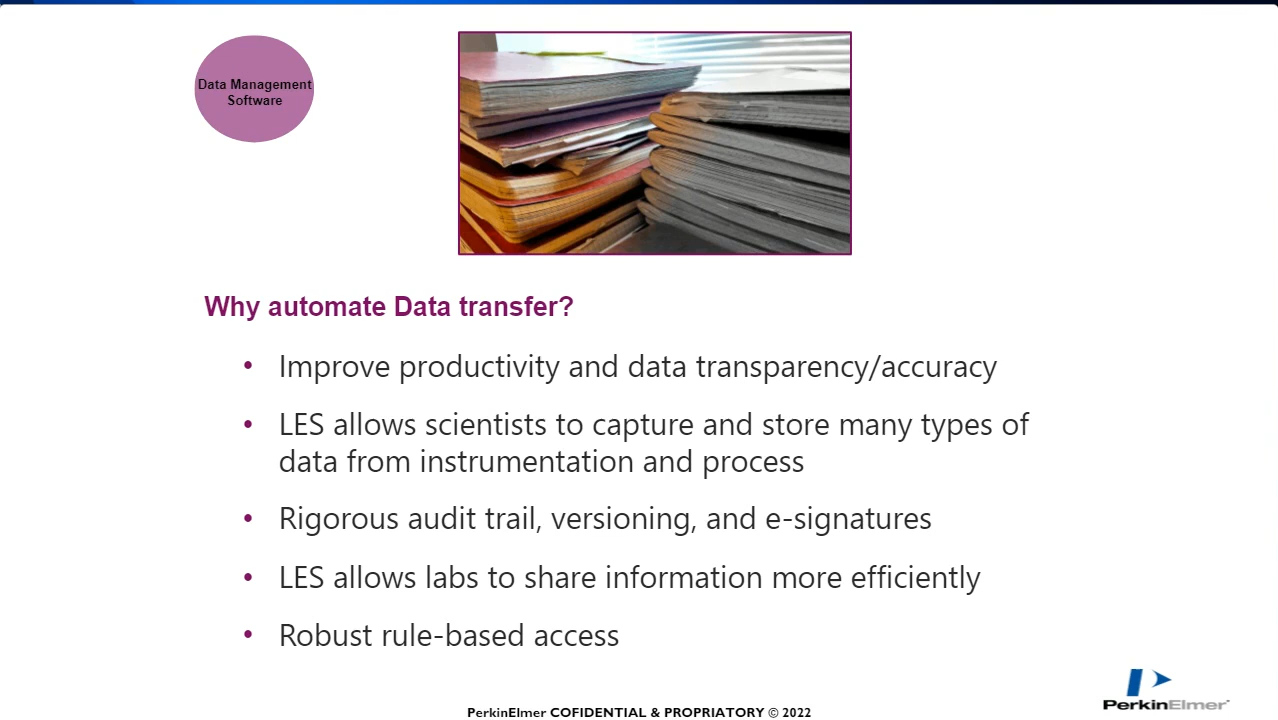 Data Management
Software
Why automate Data transfer?
• Improve productivity and data transparency/accuracy
• LES allows scientists to capture and store many types of
data from instrumentation and process
• Rigorous audit trail, versioning, and e-signatures
• LES allows labs to share information more efficiently
• Robust rule-based access
PerkinElmer
PerkinElmer COFIDENTIAL & PROPRIATORY © 2022